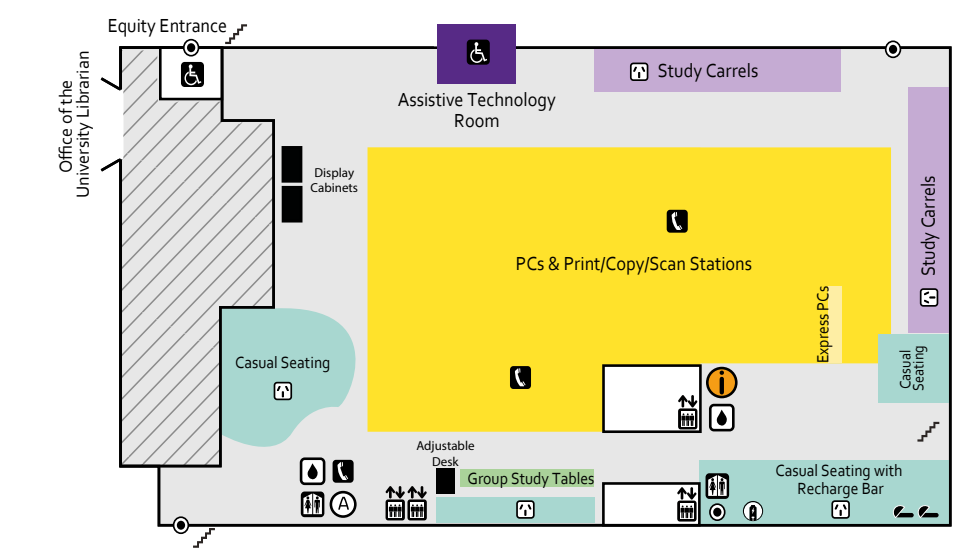 Equity Entrance
Office of the
University Librarian
Assistive Technology
Room
Study Carrels
Display
Cabinets
Study Carrels
PCs & Print/Copy/Scan Stations
Express PCs
Casual Seating
Casual
Seating
i
Adjustable
Desk
Group Study Tables
Casual Seating with
Recharge Bar
A
A